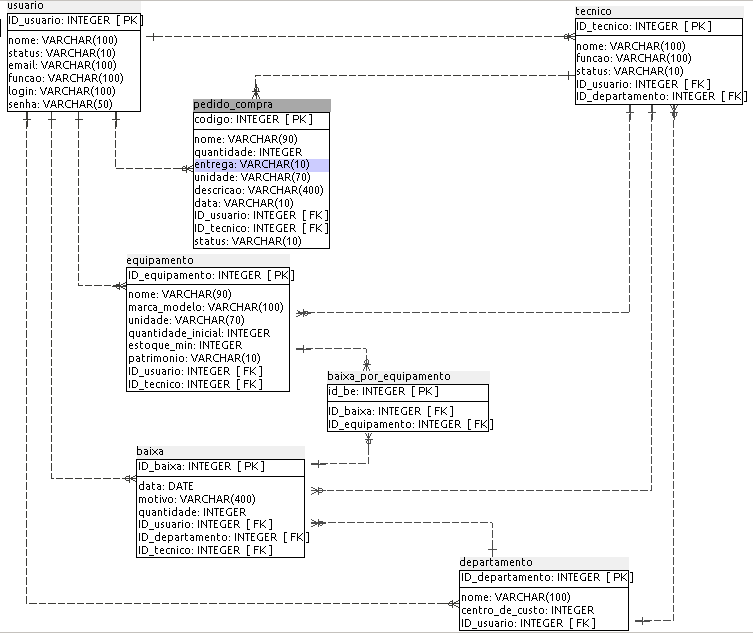 usuario
ID_usuario: INTEGER [ PK ]
nome: VARCHAR(100)
status: VARCHAR(10)
email: VARCHAR(100)
funcao: VARCHAR(100)
login: VARCHAR(100)
senha: VARCHAR(50)
tecnico
ID_tecnico: INTEGER [ PK ]
nome: VARCHAR(100)
funcao: VARCHAR(100)
status: VARCHAR(10)
ID_usuario: INTEGER [ FK ]
ID_departamento: INTEGER [ FK ]
pedido_compra
codigo: INTEGER [ PK ]
nome: VARCHAR(90)
quantidade: INTEGER
entrega: VARCHAR(10)
unidade: VARCHAR(70)
descricao: VARCHAR(400)
data: VARCHAR(10)
ID_usuario: INTEGER [ FK ]
ID_tecnico: INTEGER [ FK ]
status: VARCHAR(10)
equipamento
ID_equipamento: INTEGER [ PK ]
nome: VARCHAR(90)
marca_modelo: VARCHAR(100)
unidade: VARCHAR(70)
quantidade_inicial: INTEGER
estoque_min: INTEGER
patrimonio: VARCHAR(10)
ID_usuario: INTEGER [ FK ]
ID_tecnico: INTEGER [ FK ]
baixa_por_equipamento
id_be: INTEGER [ PK ]
ID_baixa: INTEGER [ FK ]
ID_equipamento: INTEGER [ FK ]
baixa
ID_baixa: INTEGER [ PK ]
data: DATE
motivo: VARCHAR(400)
quantidade: INTEGER
ID_usuario: INTEGER [ FK ]
ID_departamento: INTEGER [ FK ]
ID_tecnico: INTEGER [ FK ]
departamento
ID_departamento: INTEGER [ PK ]
nome: VARCHAR(100)
centro_de_custo: INTEGER
ID_usuario: INTEGER [ FK ]